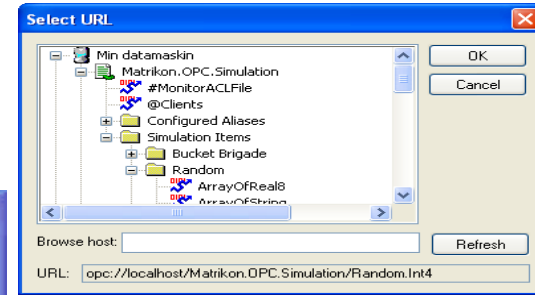 Select URL
Min datamaskin
Matrikon.OPC.Simulation
#MonitorACLFile
@Clients
Configured Aliases
Simulation Items
Bucket Brigade
Random
ArrayOfReal8
ArrayOfString
OK
Cancel
Browse host:
Refresh
URL: opc://localhost/Matrikon.OPC.Simulation/Random.Int4